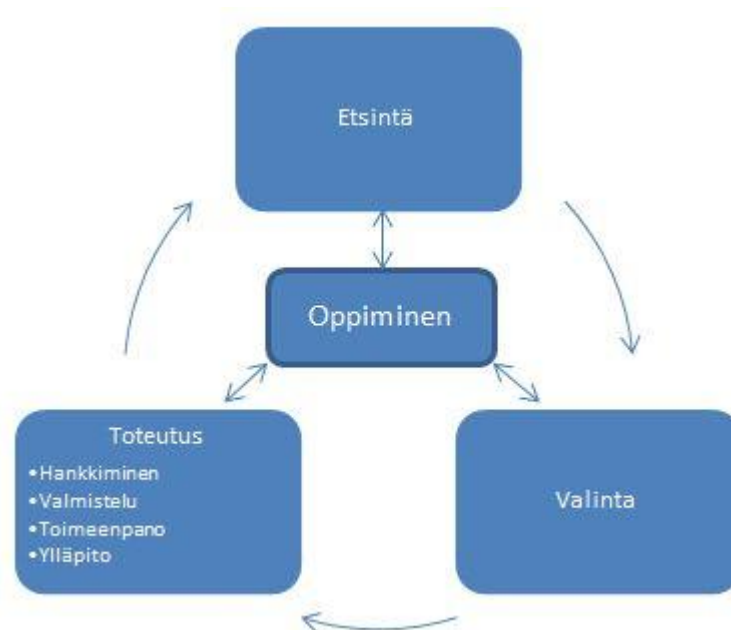 Etsintä
Oppiminen
Toteutus
•Hankkiminen
•Valmistelu
•Toimeenpano
•Ylläpito
Valinta